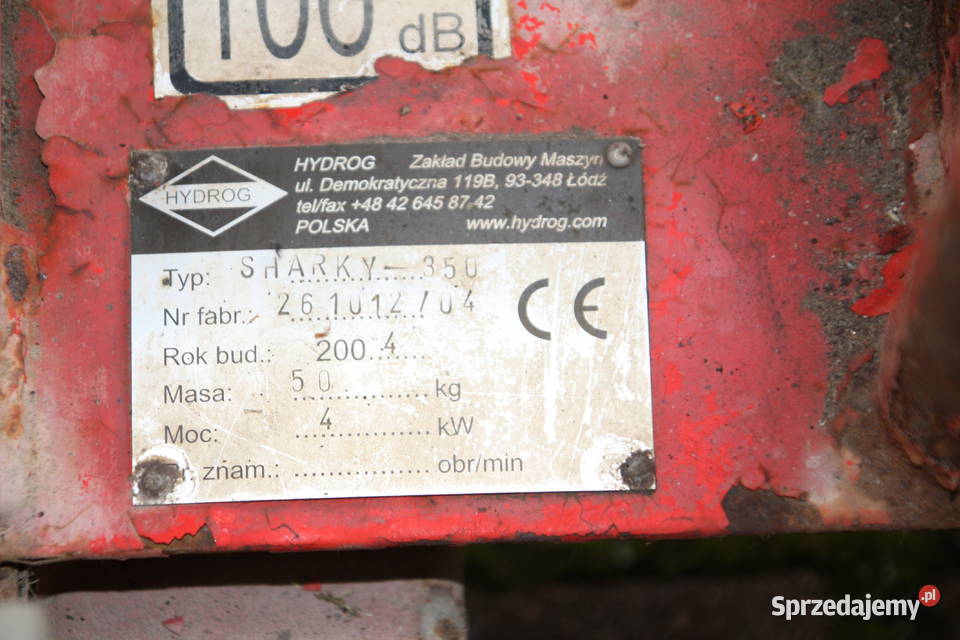 106 dB
HYDROG
HYDROG Zakład Budowy Maszyn
ul. Demokratyczna 119B, 93-348 Łódź
tel/fax +48 42 645 87 42
POLSKA www.hydrog.com
Typ: SHARKY-350
Nr fabr.: 261012/04
CE
Rok bud.: 2004
Masa: 50 kg
Moc: 4 kW
Pr. znam.: obr/min
Sprzedajemy.pl